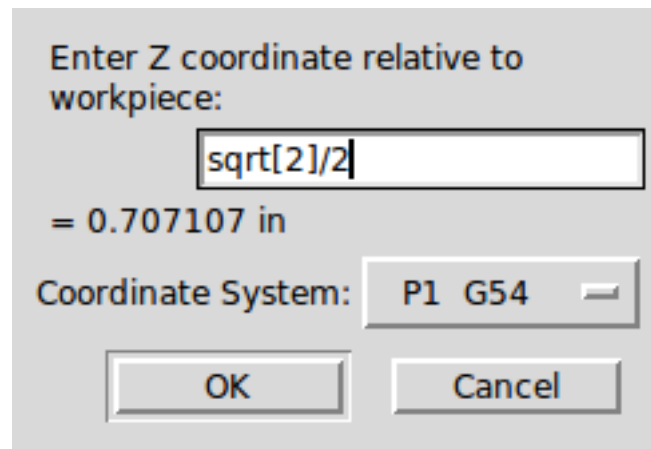 Enter Z coordinate relative to
workpiece:
sqrt[2]/2
= 0.707107 in
Coordinate System: P1 G54
OK Cancel